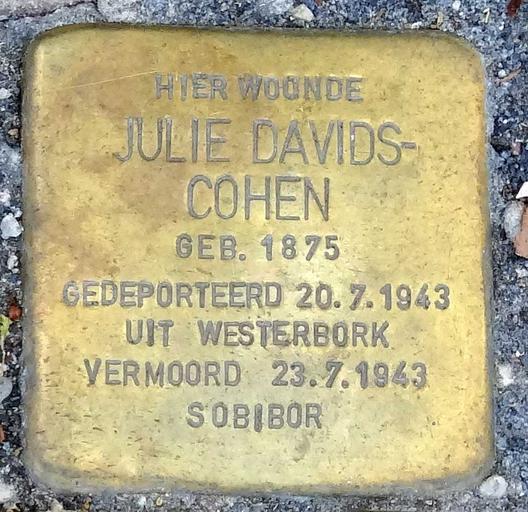 HIER WOONDE
JULIE DAVIDS-
COHEN
GEB. 1875
GEDEPORTEERD 20.7.1943
UIT WESTERBORK
VERMOORD 23.7.1943
SOBIBOR